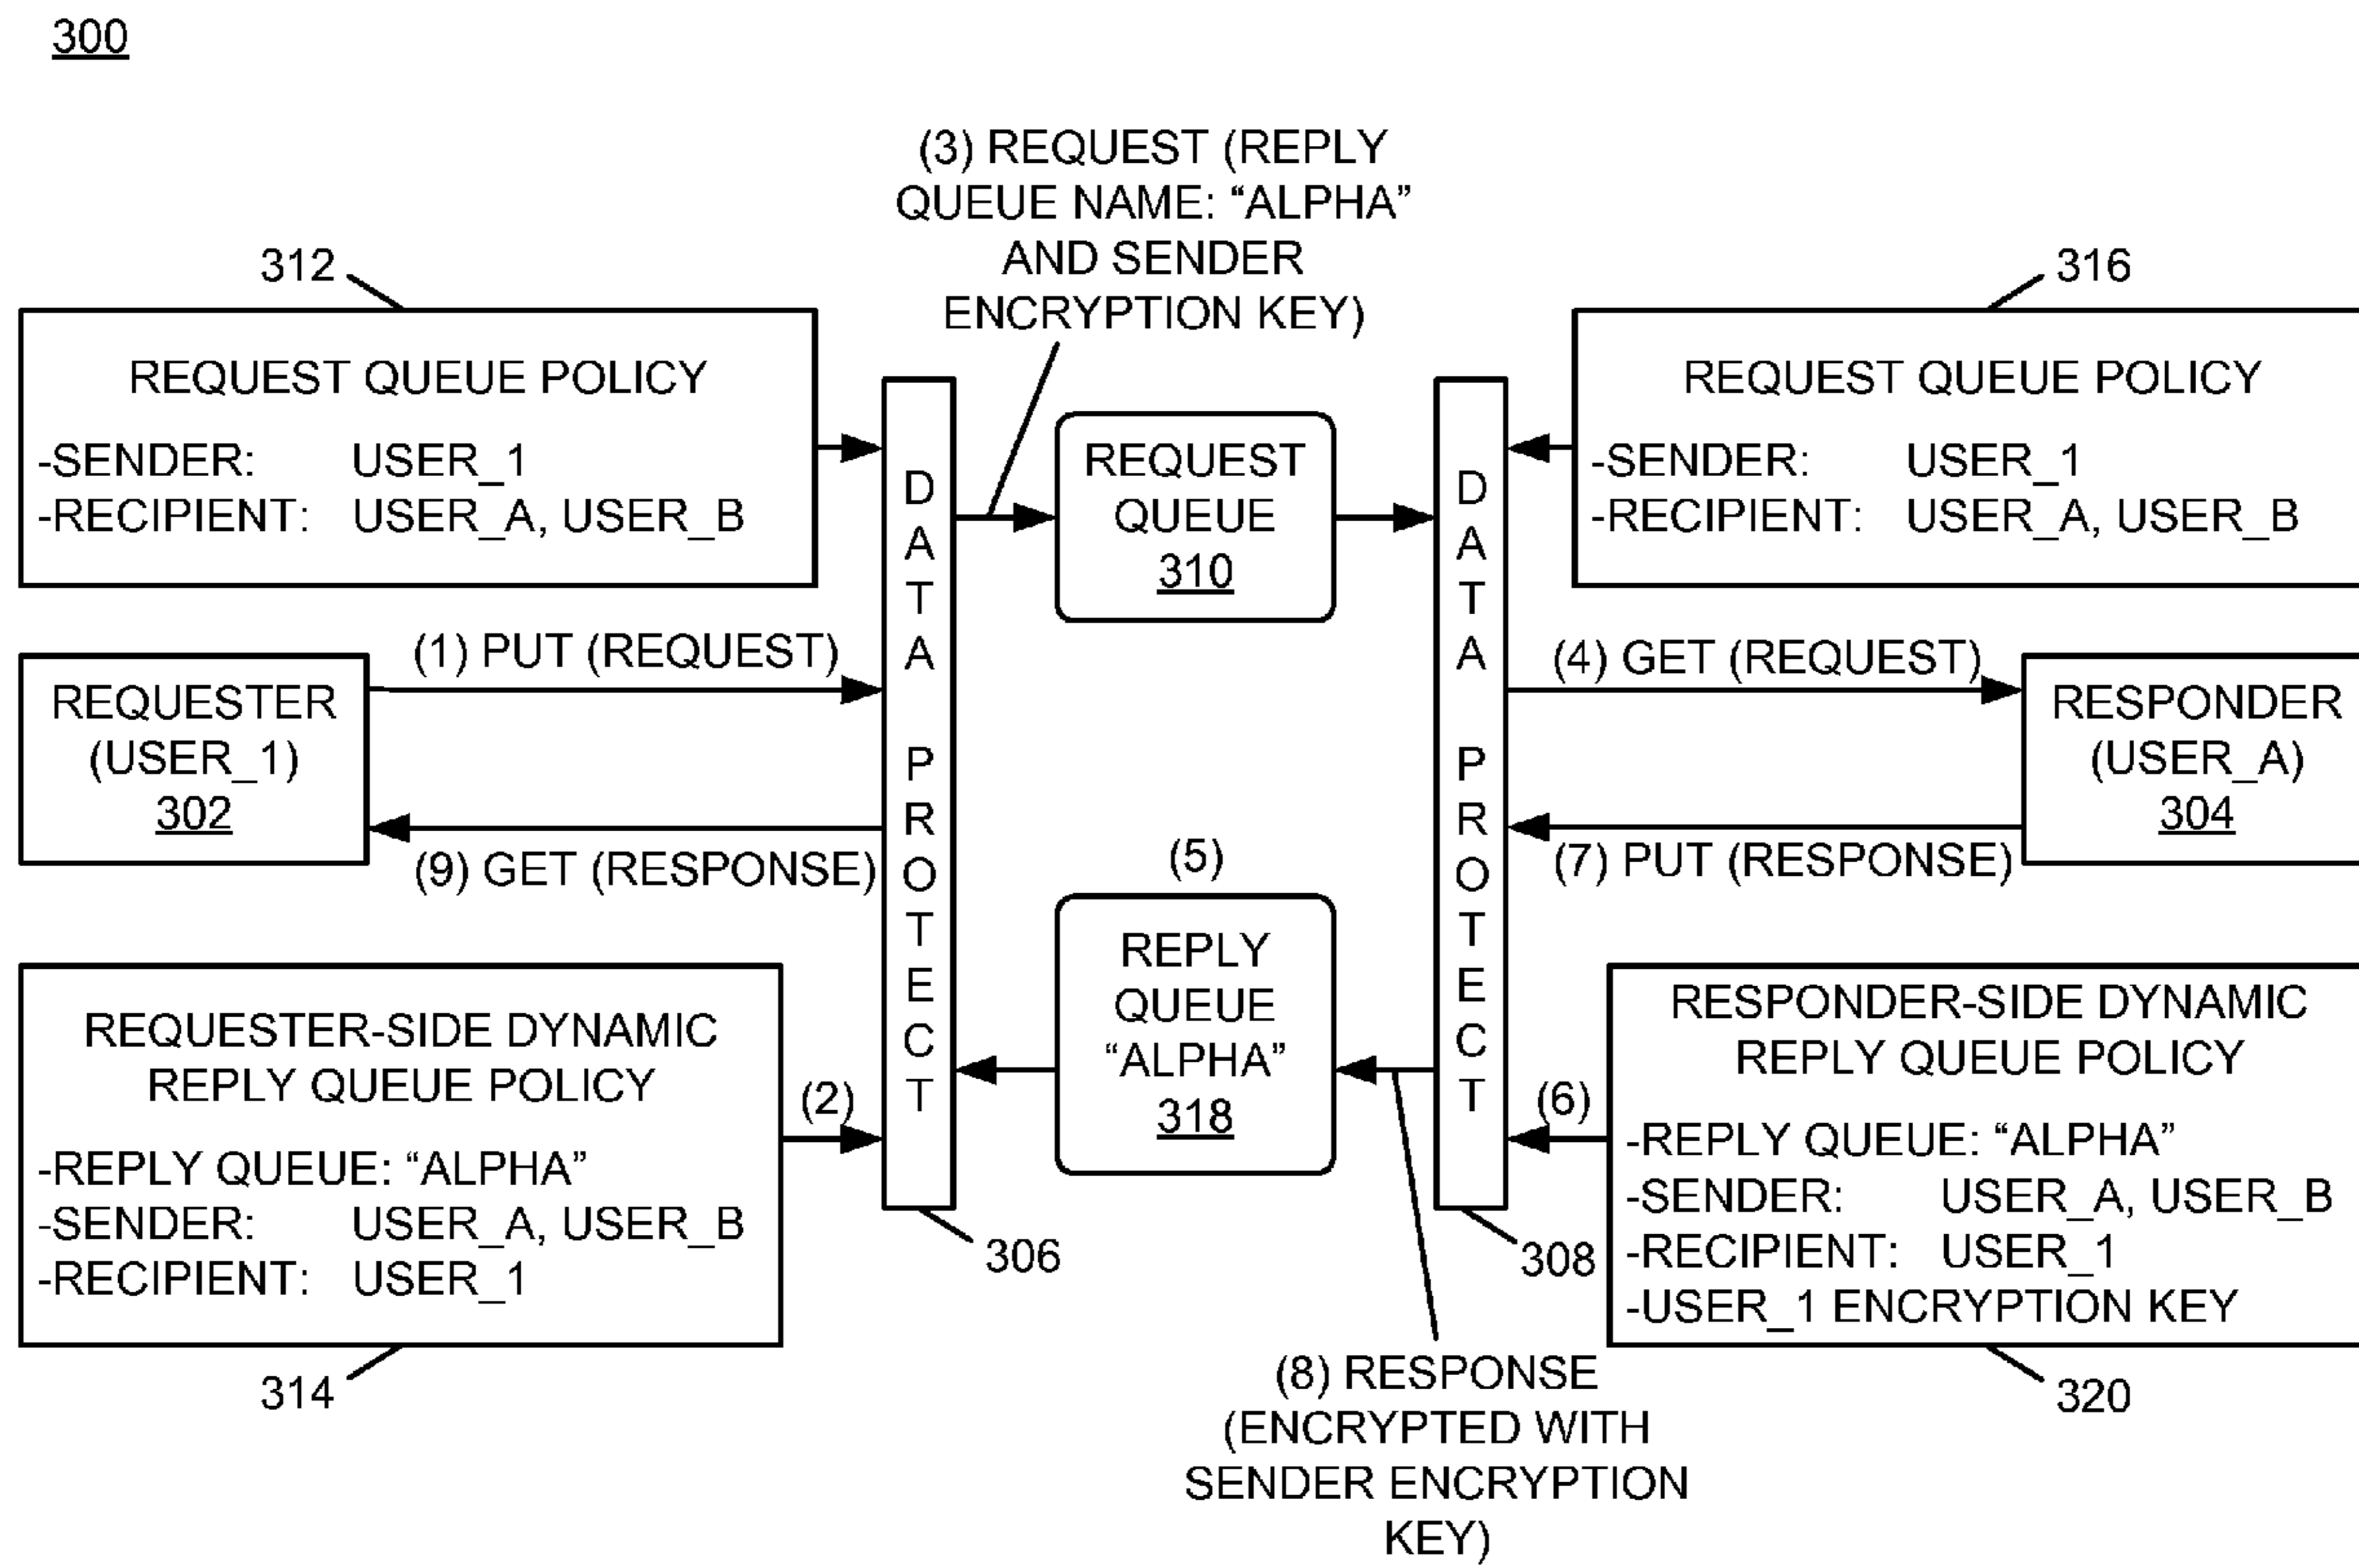 300
(3) REQUEST (REPLY
QUEUE NAME: “ALPHA”
AND SENDER
ENCRYPTION KEY)
312
REQUEST QUEUE POLICY
-SENDER: USER_1
-RECIPIENT: USER_A, USER_B
316
REQUEST QUEUE POLICY
-SENDER: USER_1
-RECIPIENT: USER_A, USER_B
REQUEST
QUEUE
310
DATA PROTECT
306
DATA PROTECT
308
REQUESTER
(USER_1)
302
(1) PUT (REQUEST)
(9) GET (RESPONSE)
(4) GET (REQUEST)
(7) PUT (RESPONSE)
RESPONDER
(USER_A)
304
(5)
REPLY
QUEUE
“ALPHA”
318
REQUESTER-SIDE DYNAMIC
REPLY QUEUE POLICY
-REPLY QUEUE: “ALPHA”
-SENDER: USER_A, USER_B
-RECIPIENT: USER_1
(2)
314
(6)
RESPONDER-SIDE DYNAMIC
REPLY QUEUE POLICY
-REPLY QUEUE: “ALPHA”
-SENDER: USER_A, USER_B
-RECIPIENT: USER_1
-USER_1 ENCRYPTION KEY
320
(8) RESPONSE
(ENCRYPTED WITH
SENDER ENCRYPTION
KEY)